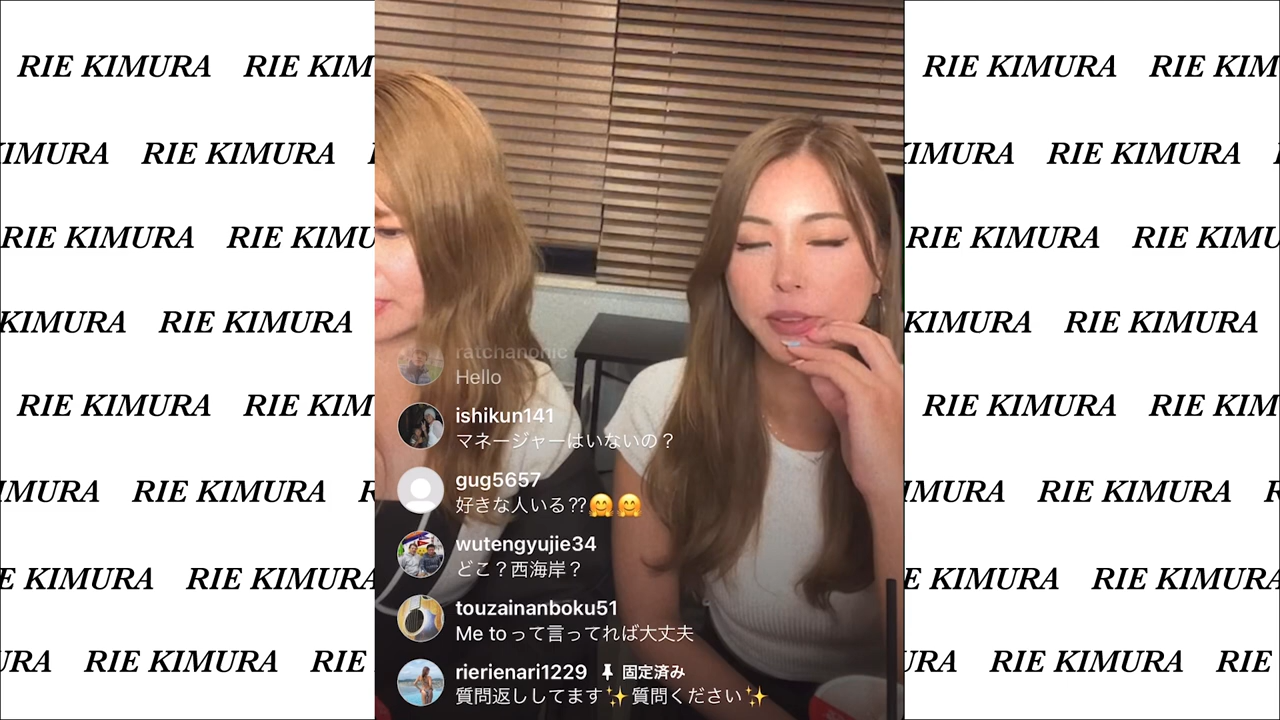 RIE KIMURA RIE KIM
IMURA RIE KIMURA
RIE KIMURA RIE KIMU
KIMURA RIE KIMURA
RIE KIMURA RIE KIM
IMURA RIE KIMURA R
E KIMURA RIE KIMURA
URA RIE KIMURA RIE
ratchanonic
Hello
ishikun141
マネージャーはいないの？
gug5657
好きな人いる⁇🤗🤗
wutengyujie34
どこ？西海岸？
touzainanboku51
Me toって言ってれば大丈夫
rierienari1229 固定済み
質問返ししてます✨質問ください✨
RIE KIMURA RIE KIM
IMURA RIE KIMURA
RIE KIMURA RIE KIMU
KIMURA RIE KIMURA
RIE KIMURA RIE KIM
IMURA RIE KIMURA R
E KIMURA RIE KIMURA
URA RIE KIMURA RIE